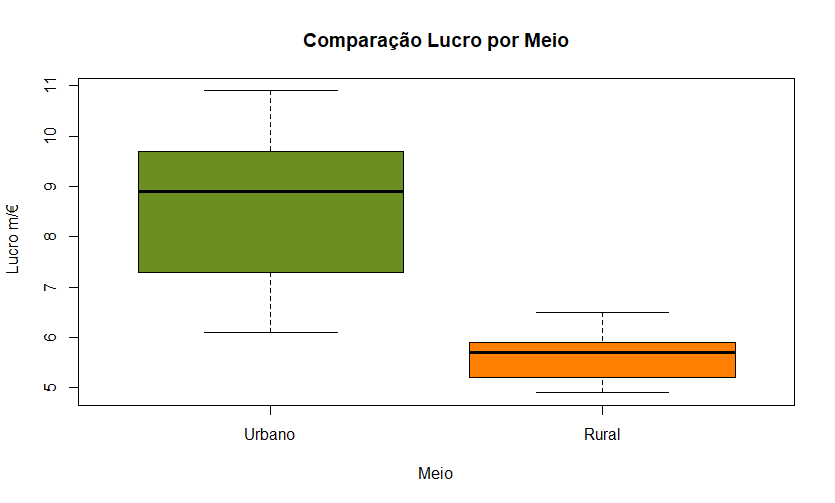 Comparação Lucro por Meio
Lucro m/€
11
10
9
8
7
6
5
Urbano
Rural
Meio